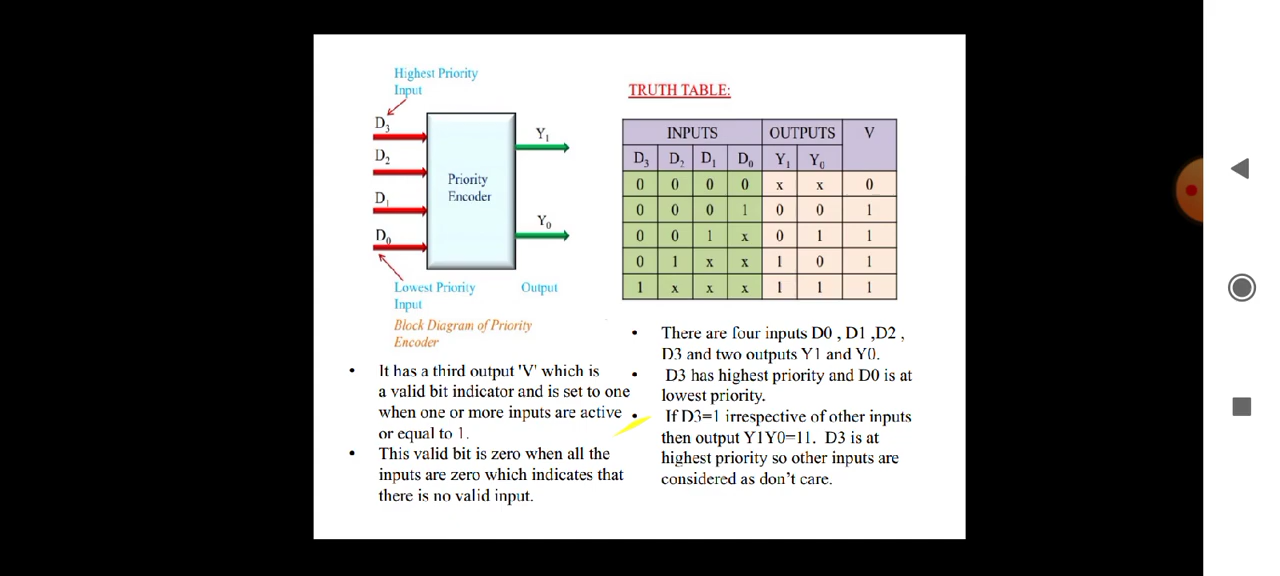 Highest Priority
Input
D3
D2
D1
D0
Priority
Encoder
Y1
Y0
Lowest Priority
Input
Output
Block Diagram of Priority
Encoder
It has a third output 'V' which is
a valid bit indicator and is set to one
when one or more inputs are active
or equal to 1.
This valid bit is zero when all the
inputs are zero which indicates that
there is no valid input.
TRUTH TABLE:
INPUTS OUTPUTS V
D3 D2 D1 D0 Y1 Y0
0 0 0 0 x x 0
0 0 0 1 0 0 1
0 0 1 x 0 1 1
0 1 x x 1 0 1
1 x x x 1 1 1
There are four inputs D0 , D1 ,D2 ,
D3 and two outputs Y1 and Y0.
D3 has highest priority and D0 is at
lowest priority.
If D3=1 irrespective of other inputs
then output Y1Y0=11. D3 is at
highest priority so other inputs are
considered as don't care.